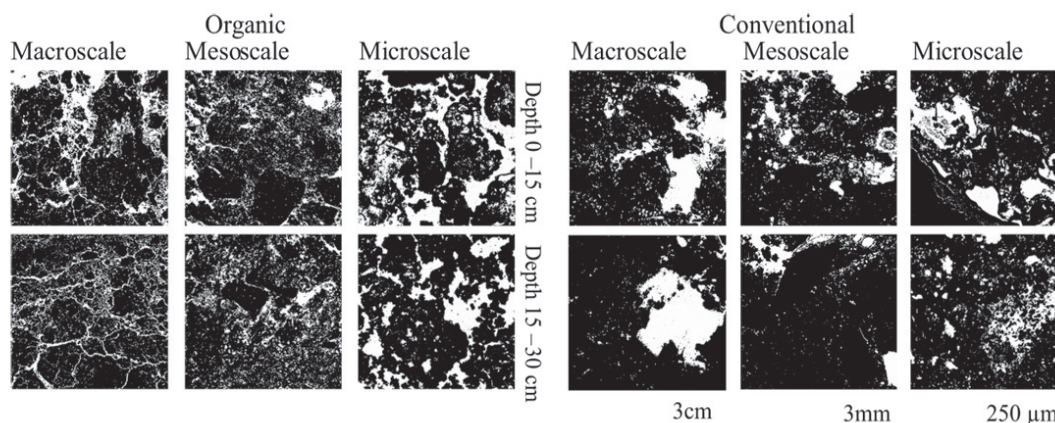 Organic
Macroscale Mesoscale Microscale
Depth 0 – 15 cm
Depth 15 – 30 cm
Conventional
Macroscale Mesoscale Microscale
3cm 3mm 250 µm